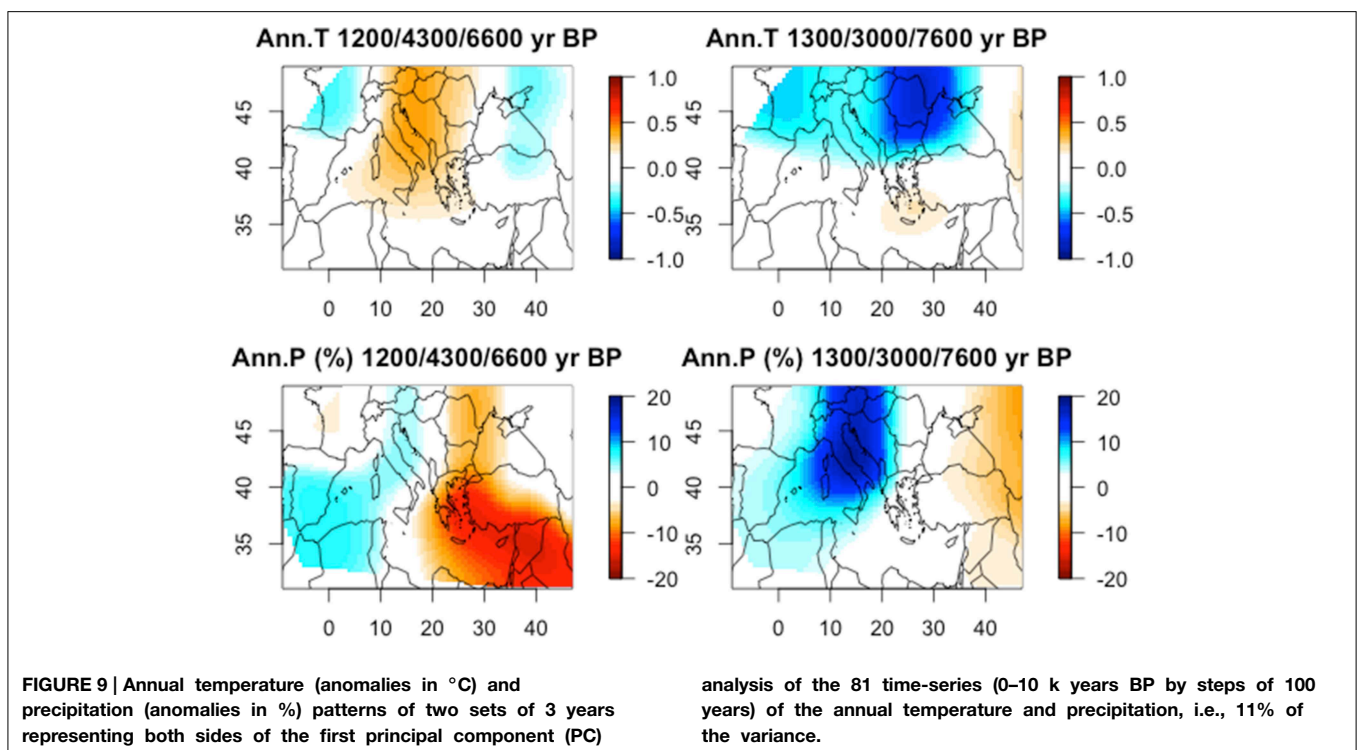 Ann.T 1200/4300/6600 yr BP
45
40
35
0 10 20 30 40
1.0
0.5
0.0
-0.5
-1.0
Ann.T 1300/3000/7600 yr BP
45
40
35
0 10 20 30 40
1.0
0.5
0.0
-0.5
-1.0
Ann.P (%) 1200/4300/6600 yr BP
45
40
35
0 10 20 30 40
20
10
0
-10
-20
Ann.P (%) 1300/3000/7600 yr BP
45
40
35
0 10 20 30 40
20
10
0
-10
-20
FIGURE 9 | Annual temperature (anomalies in °C) and
precipitation (anomalies in %) patterns of two sets of 3 years
representing both sides of the first principal component (PC)
analysis of the 81 time-series (0–10 k years BP by steps of 100
years) of the annual temperature and precipitation, i.e., 11% of
the variance.